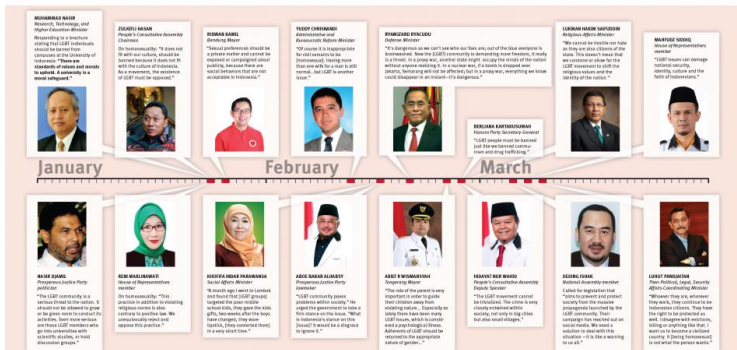 MUHAMMAD NASIR
Research, Technology, and
Higher Education Minister
Responding to a brochure
stating that LGBT individuals
should be barred from
campuses at the University of
Indonesia: "There are
standards of values and morals
to uphold. A university is a
moral safeguard."
ZULKIFLI HASAN
People's Consultative Assembly
Chairman
On homosexuality: "It does not
fit with our culture, should be
barred because it does not fit
with the culture of Indonesia.
As a movement, the existence
of LGBT must be opposed."
RIDWAN KAMIL
Bandung Mayor
"Sexual preferences should be
a private matter and cannot be
exposed or campaigned about
publicly, because there are
social behaviors that are not
acceptable in Indonesia."
YUDDY CHRISNANDI
Administrative and
Bureaucratic Reform Minister
"Of course it is inappropriate
for civil servants to be
[homosexual]. Having more
than one wife for a man is still
normal...but LGBT is another
issue."
RYAMIZARD RYACUDU
Defense Minister
"It's dangerous as we can't see who our foes are; out of the blue everyone is
brainwashed. Now the (LGBT) community is demanding more freedom, it really
is a threat. In a proxy war, another state might occupy the minds of the nation
without anyone realizing it. In a nuclear war, if a bomb is dropped over
Jakarta, Semarang will not be affected; but in a proxy war, everything we know
could disappear in an instant—it's dangerous."
BERLIANA KARTAKUSUMAH
Hanura Party Secretary General
"LGBT people must be banned
just like we banned commu-
nism and drug trafficking."
LUKMAN HAKIM SAIFUDDIN
Religious Affairs Minister
"We cannot be hostile nor hate
as they are also citizens of the
state. This doesn't mean that
we condone or allow for the
LGBT movement to shift the
religious values and the
identity of the nation."
MAHFUDZ SIDDIQ
House of Representatives
member
"LGBT issues can damage
national security,
identity, culture and the
faith of Indonesians."
January
February
March
NASIR DJAMIL
Prosperous Justice Party
politician
"The LGBT community is a
serious threat to the nation. It
should not be allowed to grow
or be given room to conduct its
activities. Even more serious
are those LGBT members who
go into universities with
scientific studies, or hold
discussion groups."
RENI MARLINAWATI
House of Representatives
member
On homosexuality: "This
practice in addition to violating
religious norms is also
contrary to positive law. We
unequivocally reject and
oppose this practice."
KHOFIFA INDAR PARAWANSA
Social Affairs Minister
"A month ago I went to Lombok
and found that [LGBT groups]
targeted the poor middle
school kids, they gave the kids
gifts, two-weeks after the boys
have changed, they wore
lipstick, [they converted them]
in a very short time."
ABOE BAKAR ALHABSY
Prosperous Justice Party
lawmaker
"LGBT community poses
problems within society." He
urged the government to take a
firm stance on the issue. "What
is Indonesia's stance on this
[issue]? It would be a disgrace
to ignore it."
ARIEF R WISMANSYAH
Tangerang Mayor
"The role of the parent is very
important in order to guide
their children away from
violating nature... Especially as
lately there have been many
LGBT issues, which is consid-
ered a psychological illness.
Adherents of LGBT should be
returned to the appropriate
nature of gender..."
HIDAYAT NUR WAHID
People's Consultative Assembly
Deputy Speaker
"The LGBT movement cannot
be trivialized. The crime is very
closely entwined within
society, not only in big cities
but also small villages."
DEDING ISHAK
National Assembly member
Called for legislation that
"aims to prevent and protect
society from the massive
propaganda launched by the
LGBT community. Their
campaign has reached out on
social media. We need a
solution to deal with this
situation — it is like a warning
to us all."
LUHUT PANDJAITAN
Then Political, Legal, Security
Affairs Coordinating Minister
"Whoever they are, wherever
they work, they continue to be
Indonesian citizens. They have
the right to be protected as
well. I disagree with evictions,
killing or anything like that. I
want us to become a civilized
country. It [being homosexual]
is not what the person wants."